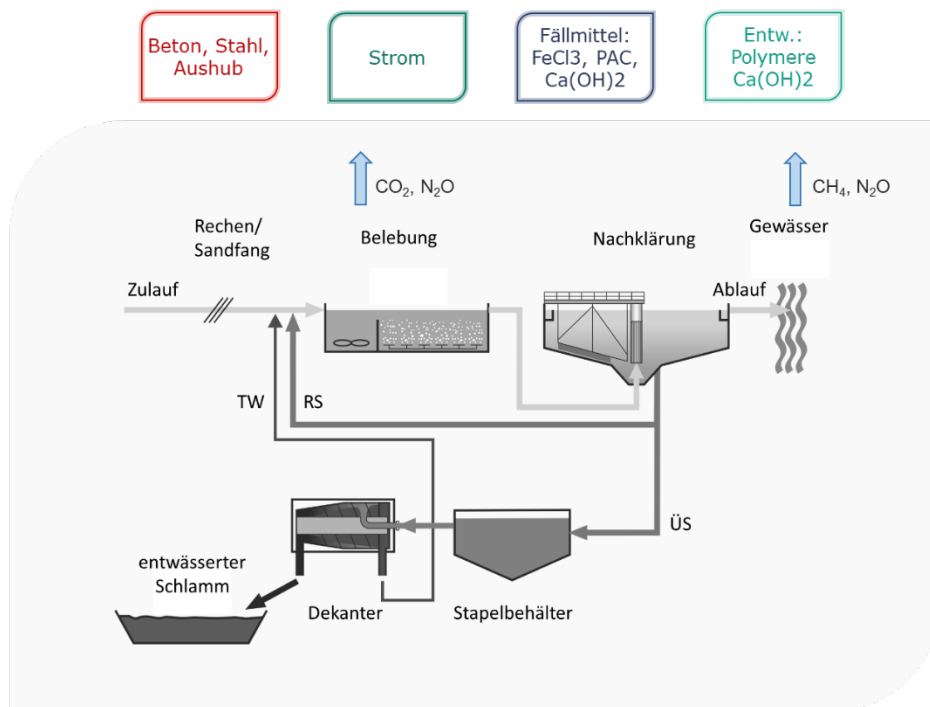 Beton, Stahl,
Aushub
Strom
Fällmittel:
FeCl3, PAC,
Ca(OH)2
Entw.:
Polymere
Ca(OH)2
CO₂, N₂O
CH₄, N₂O
Rechen/
Sandfang
Belebung
Nachklärung
Gewässer
Zulauf
Ablauf
TW
RS
ÜS
entwässerter
Schlamm
Dekanter
Stapelbehälter